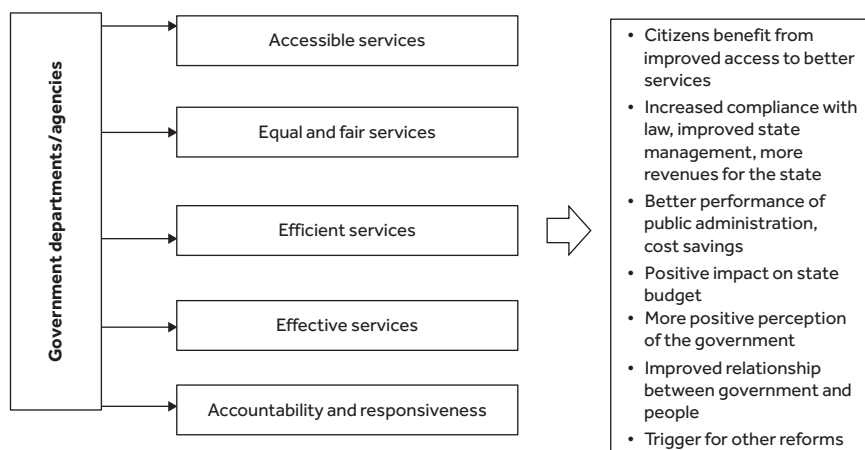 Government departments/agencies
Accessible services
Equal and fair services
Efficient services
Effective services
Accountability and responsiveness
• Citizens benefit from
improved access to better
services
• Increased compliance with
law, improved state
management, more
revenues for the state
• Better performance of
public administration,
cost savings
• Positive impact on state
budget
• More positive perception
of the government
• Improved relationship
between government and
people
• Trigger for other reforms